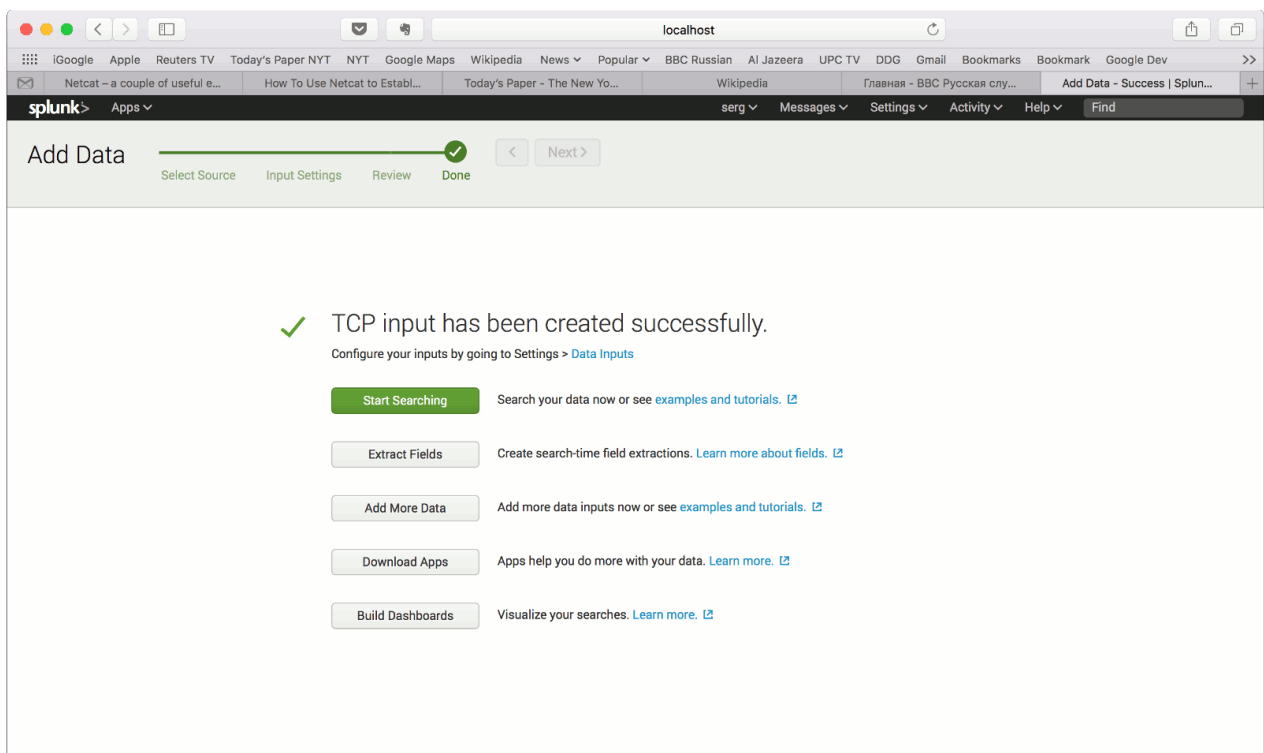 localhost
iGoogle Apple Reuters TV Today's Paper NYT NYT Google Maps Wikipedia News Popular BBC Russian Al Jazeera UPC TV DDG Gmail Bookmarks Bookmark Google Dev >>
Netcat – a couple of useful e... How To Use Netcat to Establ... Today's Paper - The New Yo... Wikipedia Главная - BBC Русская слу... Add Data - Success | Splun... +
splunk> Apps serg Messages Settings Activity Help Find
Add Data < Next >
Select Source Input Settings Review Done
TCP input has been created successfully.
Configure your inputs by going to Settings > Data Inputs
Start Searching Search your data now or see examples and tutorials.
Extract Fields Create search-time field extractions. Learn more about fields.
Add More Data Add more data inputs now or see examples and tutorials.
Download Apps Apps help you do more with your data. Learn more.
Build Dashboards Visualize your searches. Learn more.